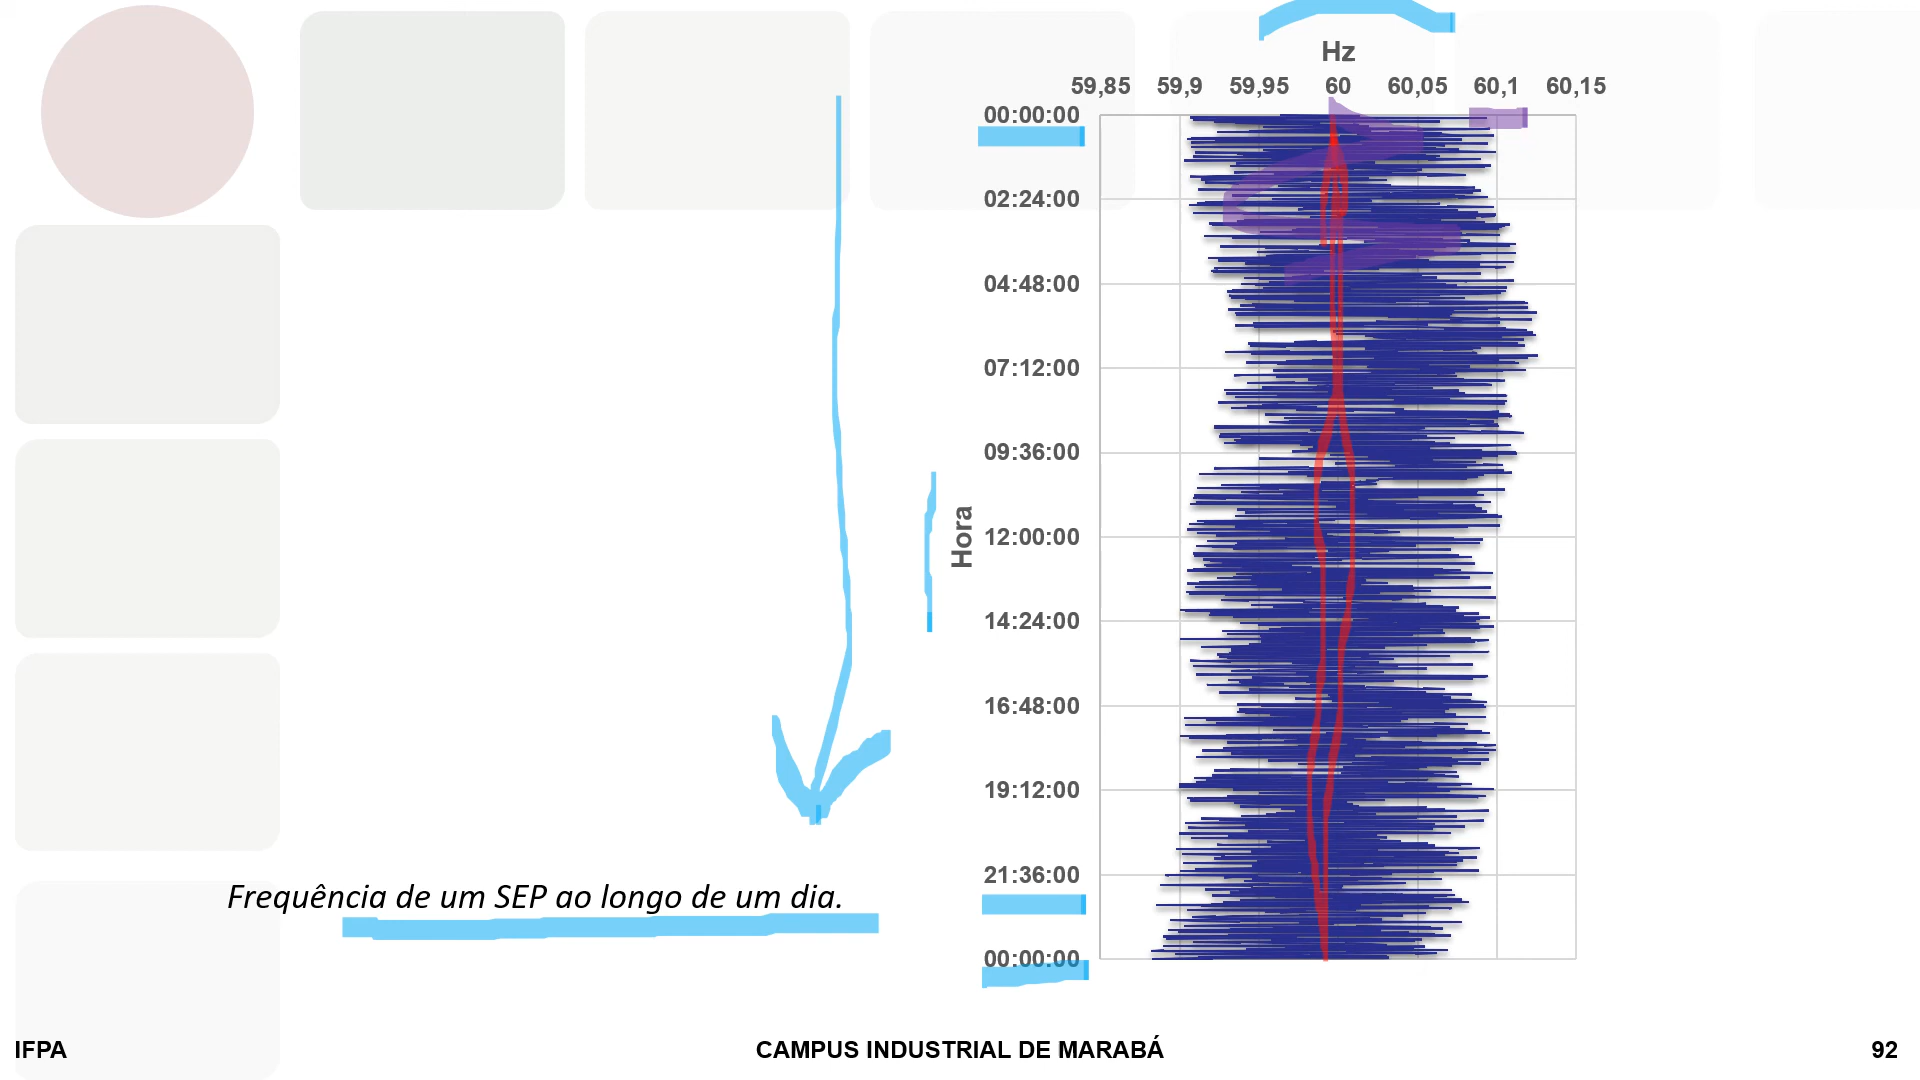 Hz
59,85 59,9 59,95 60 60,05 60,1 60,15
00:00:00
02:24:00
04:48:00
07:12:00
09:36:00
Hora
12:00:00
14:24:00
16:48:00
19:12:00
21:36:00
00:00:00
Frequência de um SEP ao longo de um dia.
IFPA
CAMPUS INDUSTRIAL DE MARABÁ
92